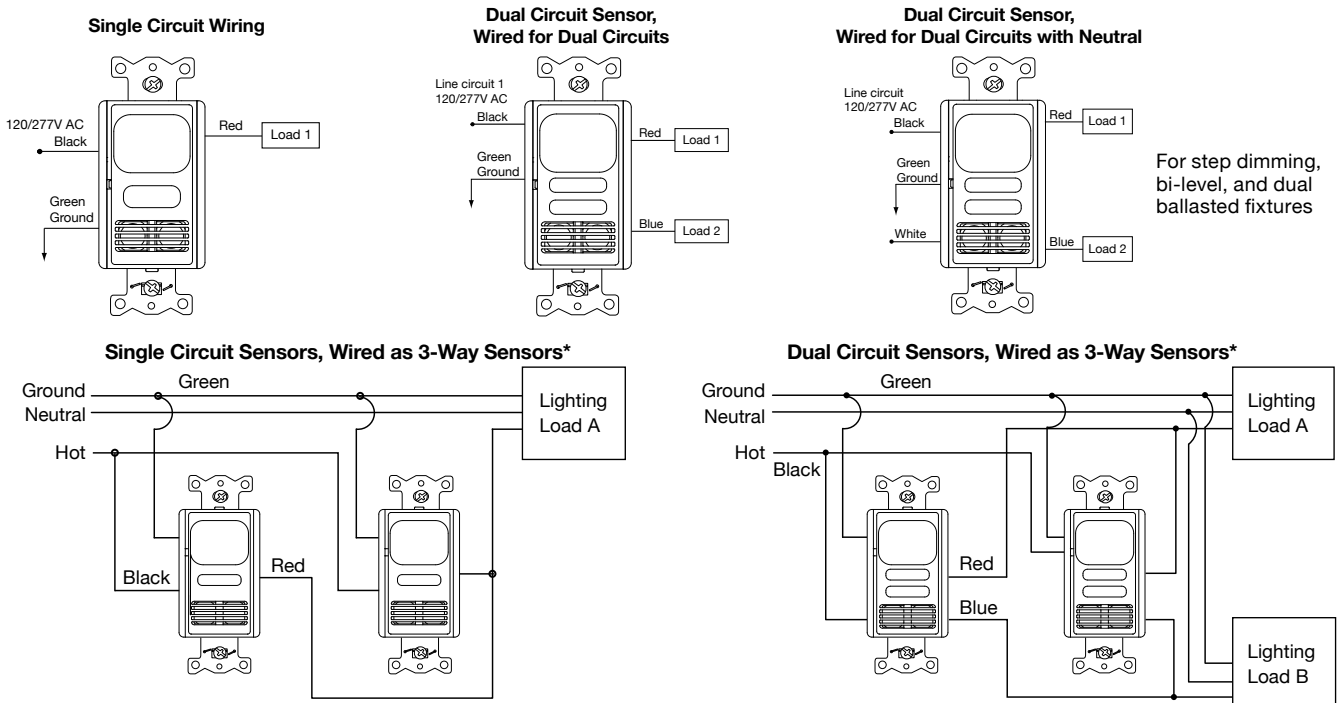 Single Circuit Wiring
120/277V AC
Black
Green
Ground
Red
Load 1
Dual Circuit Sensor,
Wired for Dual Circuits
Line circuit 1
120/277V AC
Black
Green
Ground
Red
Load 1
Blue
Load 2
Dual Circuit Sensor,
Wired for Dual Circuits with Neutral
Line circuit
120/277V AC
Black
Green
Ground
White
Red
Load 1
Blue
Load 2
For step dimming,
bi-level, and dual
ballasted fixtures
Single Circuit Sensors, Wired as 3-Way Sensors*
Ground
Green
Neutral
Hot
Black
Red
Lighting
Load A
Dual Circuit Sensors, Wired as 3-Way Sensors*
Ground
Green
Neutral
Hot
Black
Red
Blue
Lighting
Load A
Lighting
Load B